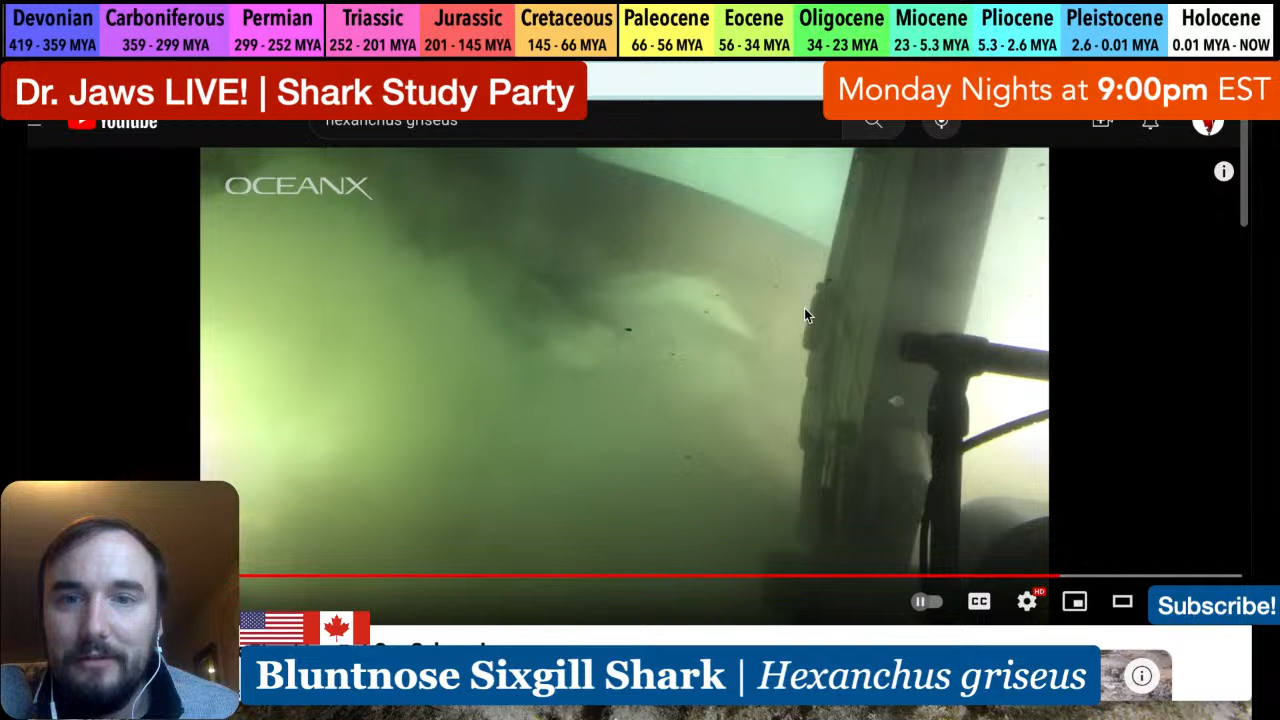 Devonian Carboniferous Permian Triassic Jurassic Cretaceous Paleocene Eocene Oligocene Miocene Pliocene Pleistocene Holocene
419 - 359 MYA 359 - 299 MYA 299 - 252 MYA 252 - 201 MYA 201 - 145 MYA 145 - 66 MYA 66 - 56 MYA 56 - 34 MYA 34 - 23 MYA 23 - 5.3 MYA 5.3 - 2.6 MYA 2.6 - 0.01 MYA 0.01 MYA - NOW
Dr. Jaws LIVE! | Shark Study Party
Monday Nights at 9:00pm EST
YouTube
hexanchus griseus
OCEANX
CC
HD
Subscribe!
Bluntnose Sixgill Shark | Hexanchus griseus